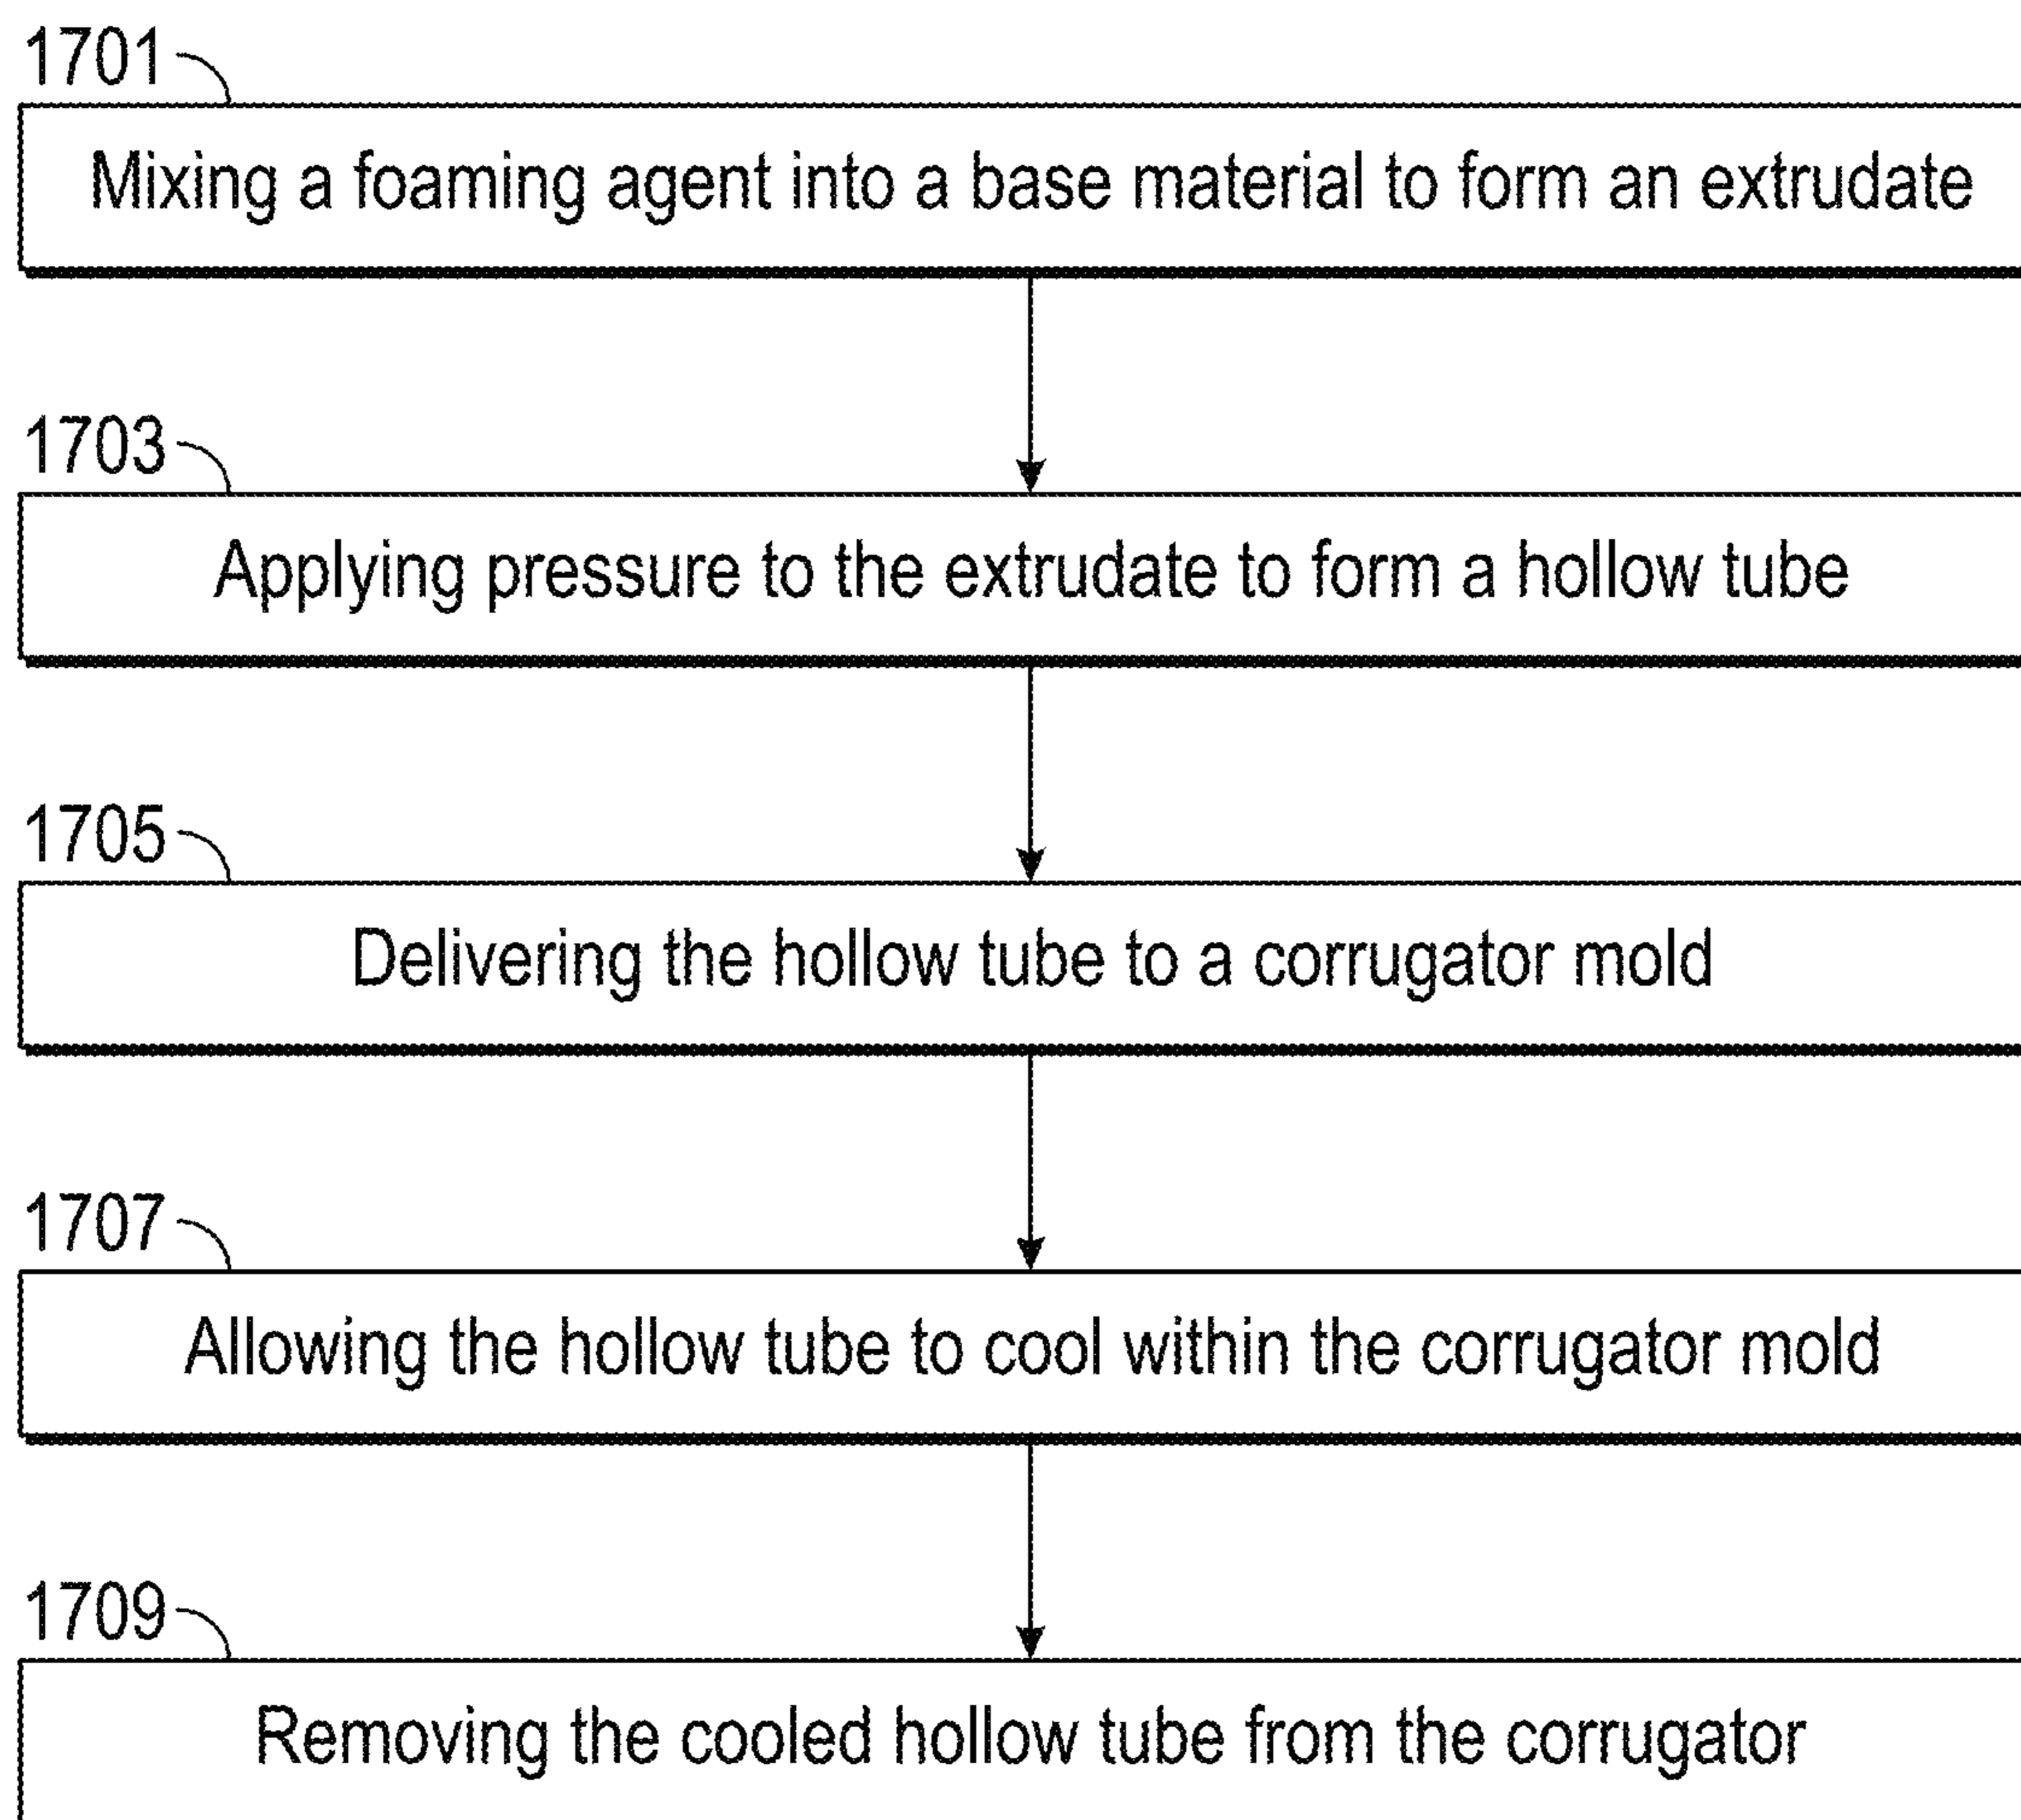 1701
Mixing a foaming agent into a base material to form an extrudate
1703
Applying pressure to the extrudate to form a hollow tube
1705
Delivering the hollow tube to a corrugator mold
1707
Allowing the hollow tube to cool within the corrugator mold
1709
Removing the cooled hollow tube from the corrugator